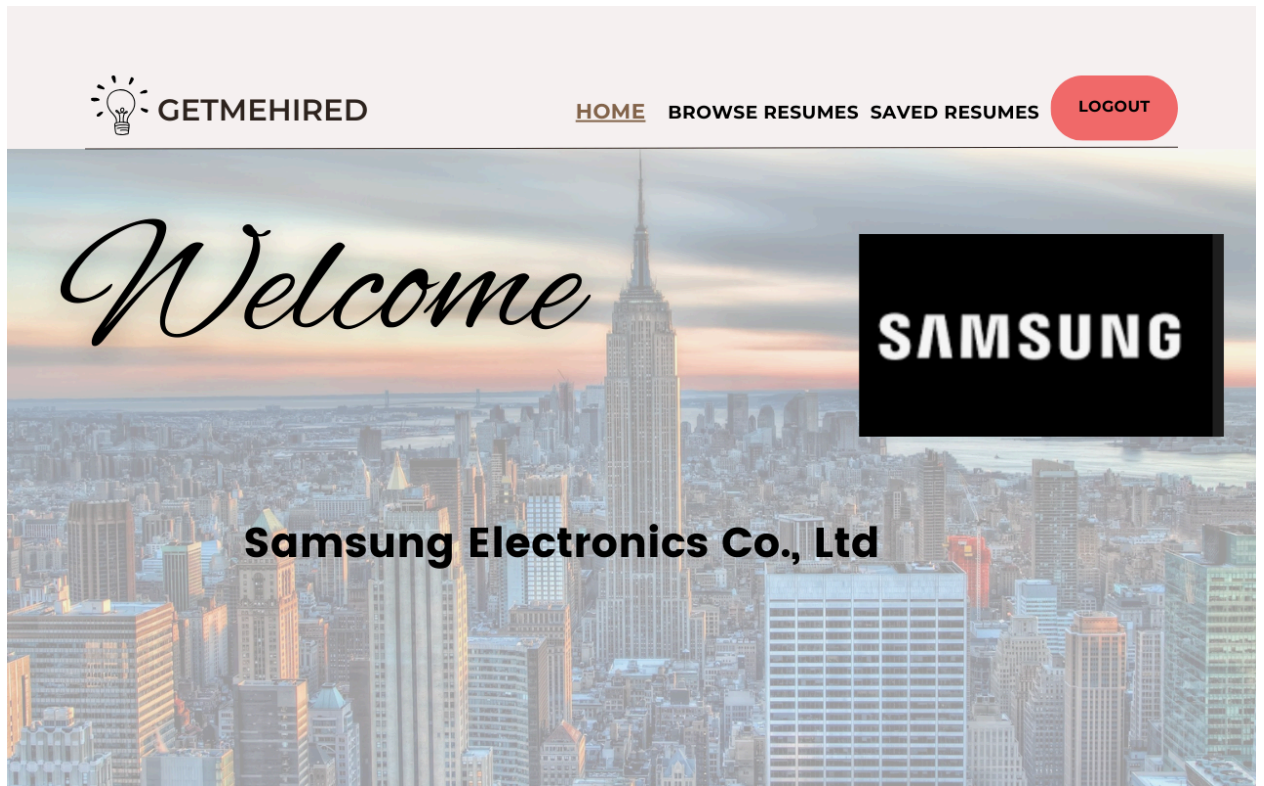 GETMEHIRED
HOME BROWSE RESUMES SAVED RESUMES LOGOUT
Welcome
SAMSUNG
Samsung Electronics Co., Ltd